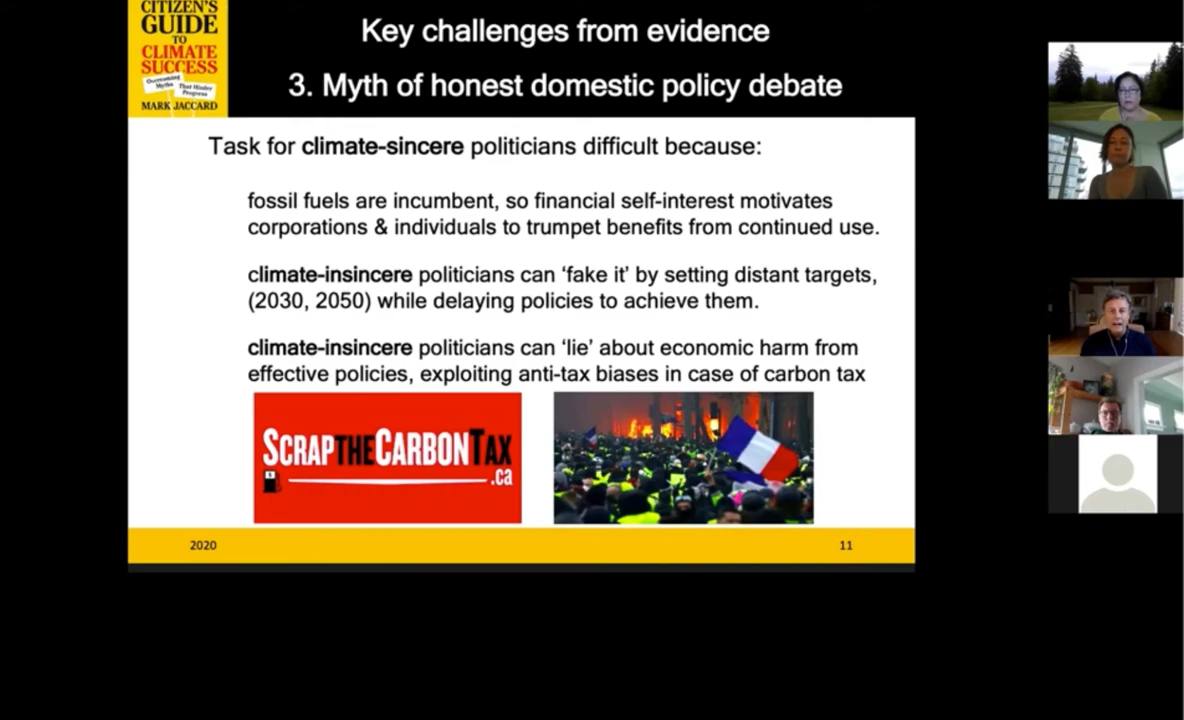 CITIZEN'S
GUIDE
TO
CLIMATE
SUCCESS
Overcoming
Myths
That Hinder
Progress
MARK JACCARD
Key challenges from evidence
3. Myth of honest domestic policy debate
Task for climate-sincere politicians difficult because:
fossil fuels are incumbent, so financial self-interest motivates
corporations & individuals to trumpet benefits from continued use.
climate-insincere politicians can ‘fake it’ by setting distant targets,
(2030, 2050) while delaying policies to achieve them.
climate-insincere politicians can ‘lie’ about economic harm from
effective policies, exploiting anti-tax biases in case of carbon tax
SCRAPTHECARBONTAX
.ca
2020
11